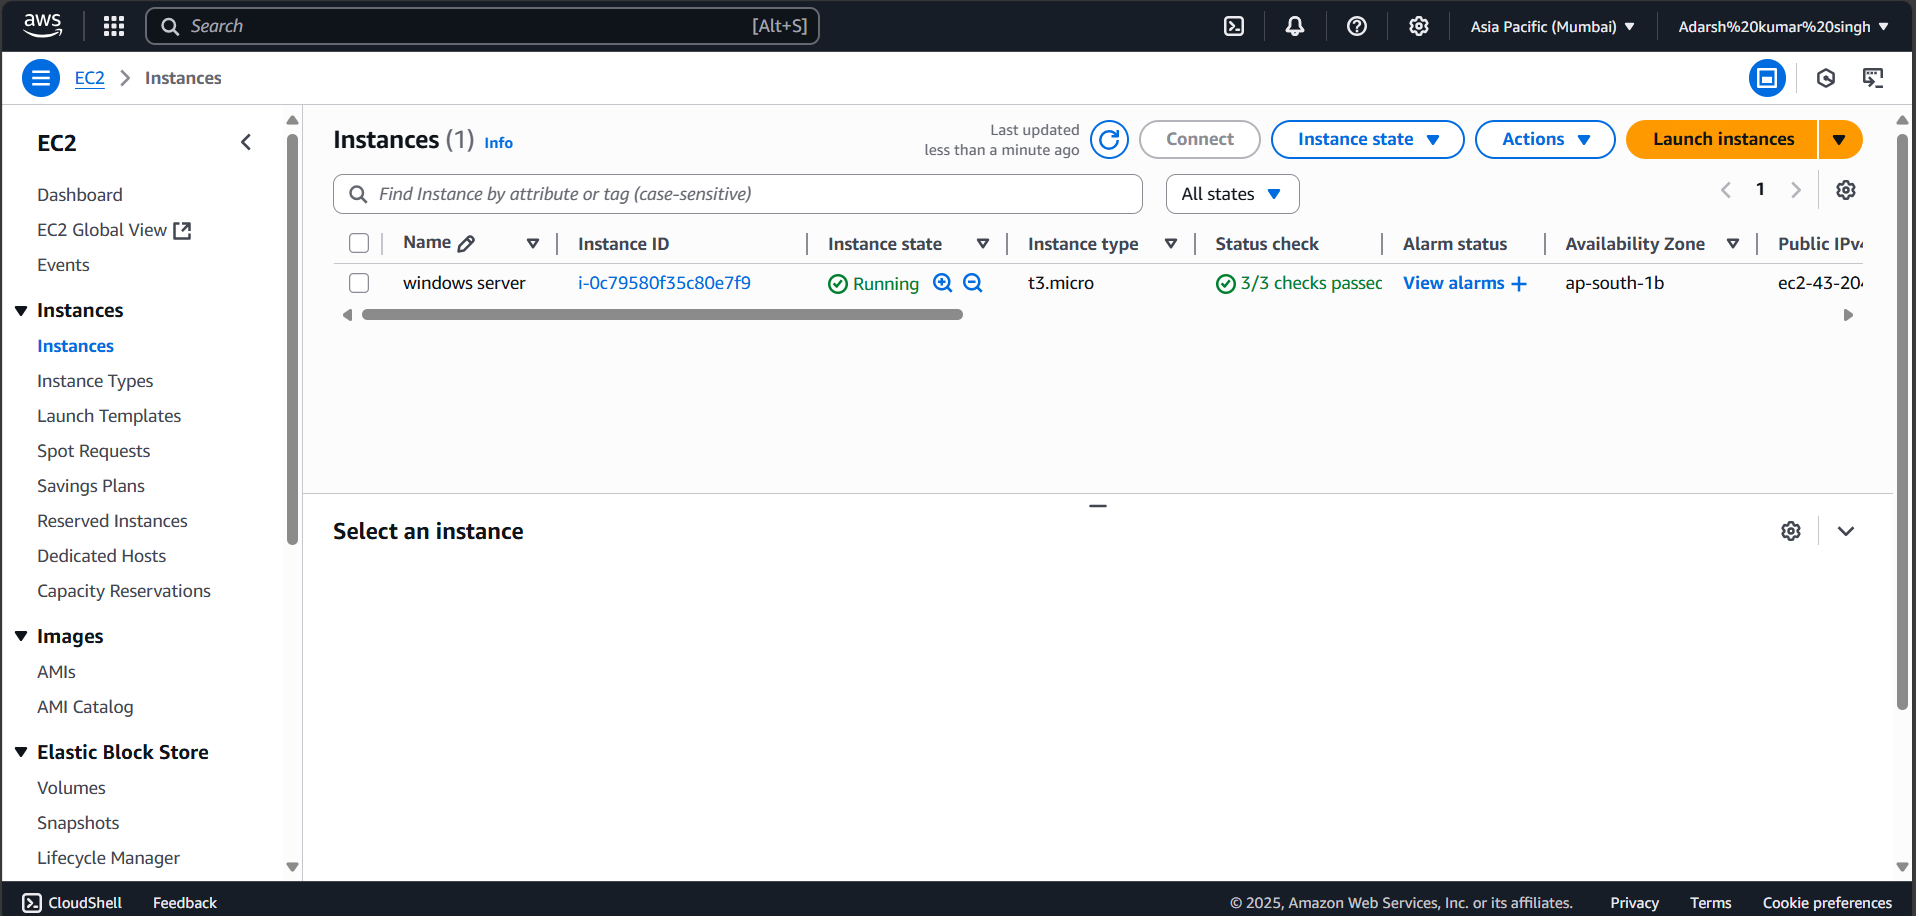 aws
Search [Alt+S]
Asia Pacific (Mumbai)
Adarsh%20kumar%20singh
EC2 Instances
EC2
Dashboard
EC2 Global View
Events
Instances
Instances
Instance Types
Launch Templates
Spot Requests
Savings Plans
Reserved Instances
Dedicated Hosts
Capacity Reservations
Images
AMIs
AMI Catalog
Elastic Block Store
Volumes
Snapshots
Lifecycle Manager
Instances (1) Info
Last updated
less than a minute ago
Connect
Instance state
Actions
Launch instances
Find Instance by attribute or tag (case-sensitive)
All states
1
Name Instance ID Instance state Instance type Status check Alarm status Availability Zone Public IPv4
windows server i-0c79580f35c80e7f9 Running t3.micro 3/3 checks passed View alarms + ap-south-1b ec2-43-204
Select an instance
CloudShell Feedback © 2025, Amazon Web Services, Inc. or its affiliates. Privacy Terms Cookie preferences